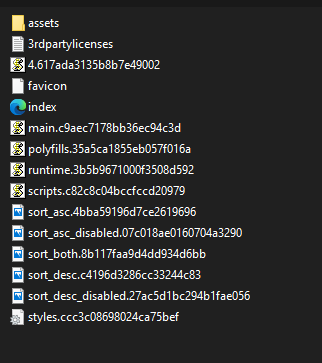 assets
3rdpartylicenses
4.617ada3135b8b7e49002
favicon
index
main.c9aec7178bb36ec94c3d
polyfills.35a5ca1855eb057f016a
runtime.3b5b9671000f3508d592
scripts.c82c8c04bccfccd20979
sort_asc.4bba59196d7ce2619696
sort_asc_disabled.07c018ae0160704a3290
sort_both.8b117faa9d4dd934d6bb
sort_desc.c4196d3286cc33244c83
sort_desc_disabled.27ac5d1bc294b1fae056
styles.ccc3c08698024ca75bef